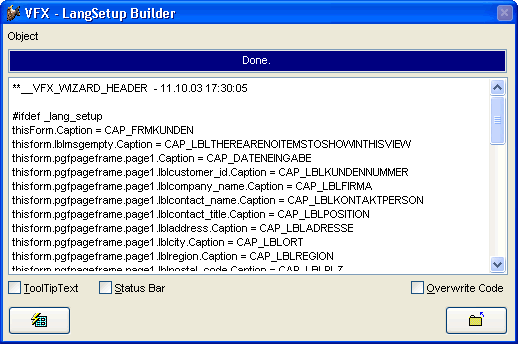 VFX - LangSetup Builder
Object
Done.
**__VFX_WIZARD_HEADER - 11.10.03 17:30:05
#ifdef _lang_setup
thisForm.Caption = CAP_FRMKUNDEN
thisform.lblmsgempty.Caption = CAP_LBLTHEREARENOITEMSTOSHOWINTHISVIEW
thisform.pgfpageframe.page1.Caption = CAP_DATENEINGABE
thisform.pgfpageframe.page1.lblcustomer_id.Caption = CAP_LBLKUNDENNUMMER
thisform.pgfpageframe.page1.lblcompany_name.Caption = CAP_LBLFIRMA
thisform.pgfpageframe.page1.lblcontact_name.Caption = CAP_LBLKONTAKTPERSON
thisform.pgfpageframe.page1.lblcontact_title.Caption = CAP_LBLPOSITION
thisform.pgfpageframe.page1.lbladdress.Caption = CAP_LBLADRESSE
thisform.pgfpageframe.page1.lblcity.Caption = CAP_LBLORT
thisform.pgfpageframe.page1.lblregion.Caption = CAP_LBLREGION
thisform.pgfpageframe.page1.lblpostal_code.Caption = CAP_LBLPLZ
ToolTipText
Status Bar
Overwrite Code